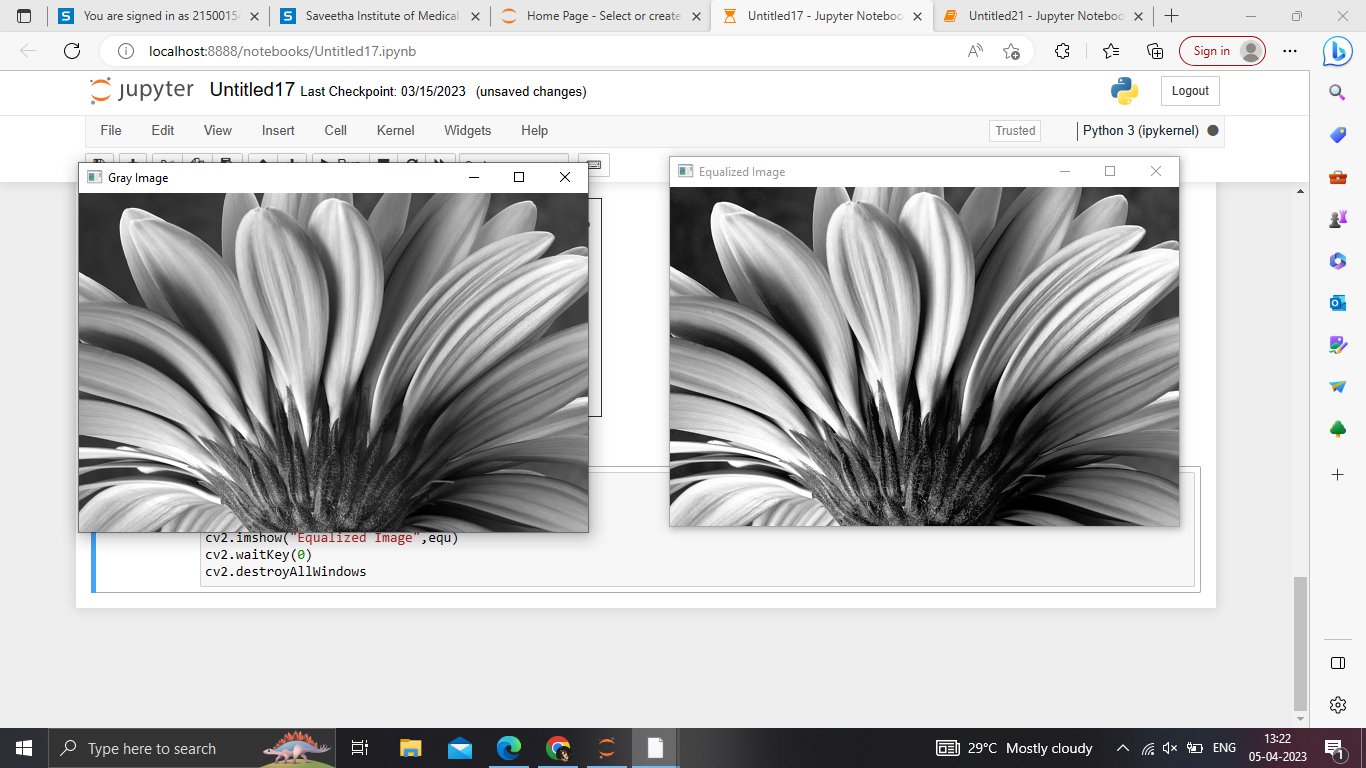 You are signed in as 2150015
Saveetha Institute of Medical
Home Page - Select or create
Untitled17 - Jupyter Noteboo
Untitled21 - Jupyter Noteboo
localhost:8888/notebooks/Untitled17.ipynb
Sign in
jupyter Untitled17 Last Checkpoint: 03/15/2023 (unsaved changes)
Logout
File Edit View Insert Cell Kernel Widgets Help
Trusted
Python 3 (ipykernel)
Gray Image
Equalized Image
cv2.imshow("Equalized Image",equ)
cv2.waitKey(0)
cv2.destroyAllWindows
Type here to search
29°C Mostly cloudy
ENG
13:22
05-04-2023
1